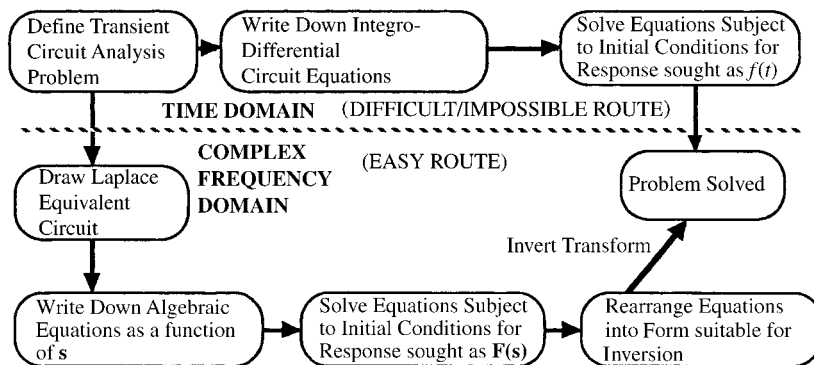 Define Transient
Circuit Analysis
Problem
Write Down Integro-
Differential
Circuit Equations
Solve Equations Subject
to Initial Conditions for
Response sought as f(t)
TIME DOMAIN (DIFFICULT/IMPOSSIBLE ROUTE)
COMPLEX
FREQUENCY
DOMAIN
(EASY ROUTE)
Draw Laplace
Equivalent
Circuit
Problem Solved
Invert Transform
Write Down Algebraic
Equations as a function
of s
Solve Equations Subject
to Initial Conditions for
Response sought as F(s)
Rearrange Equations
into Form suitable for
Inversion